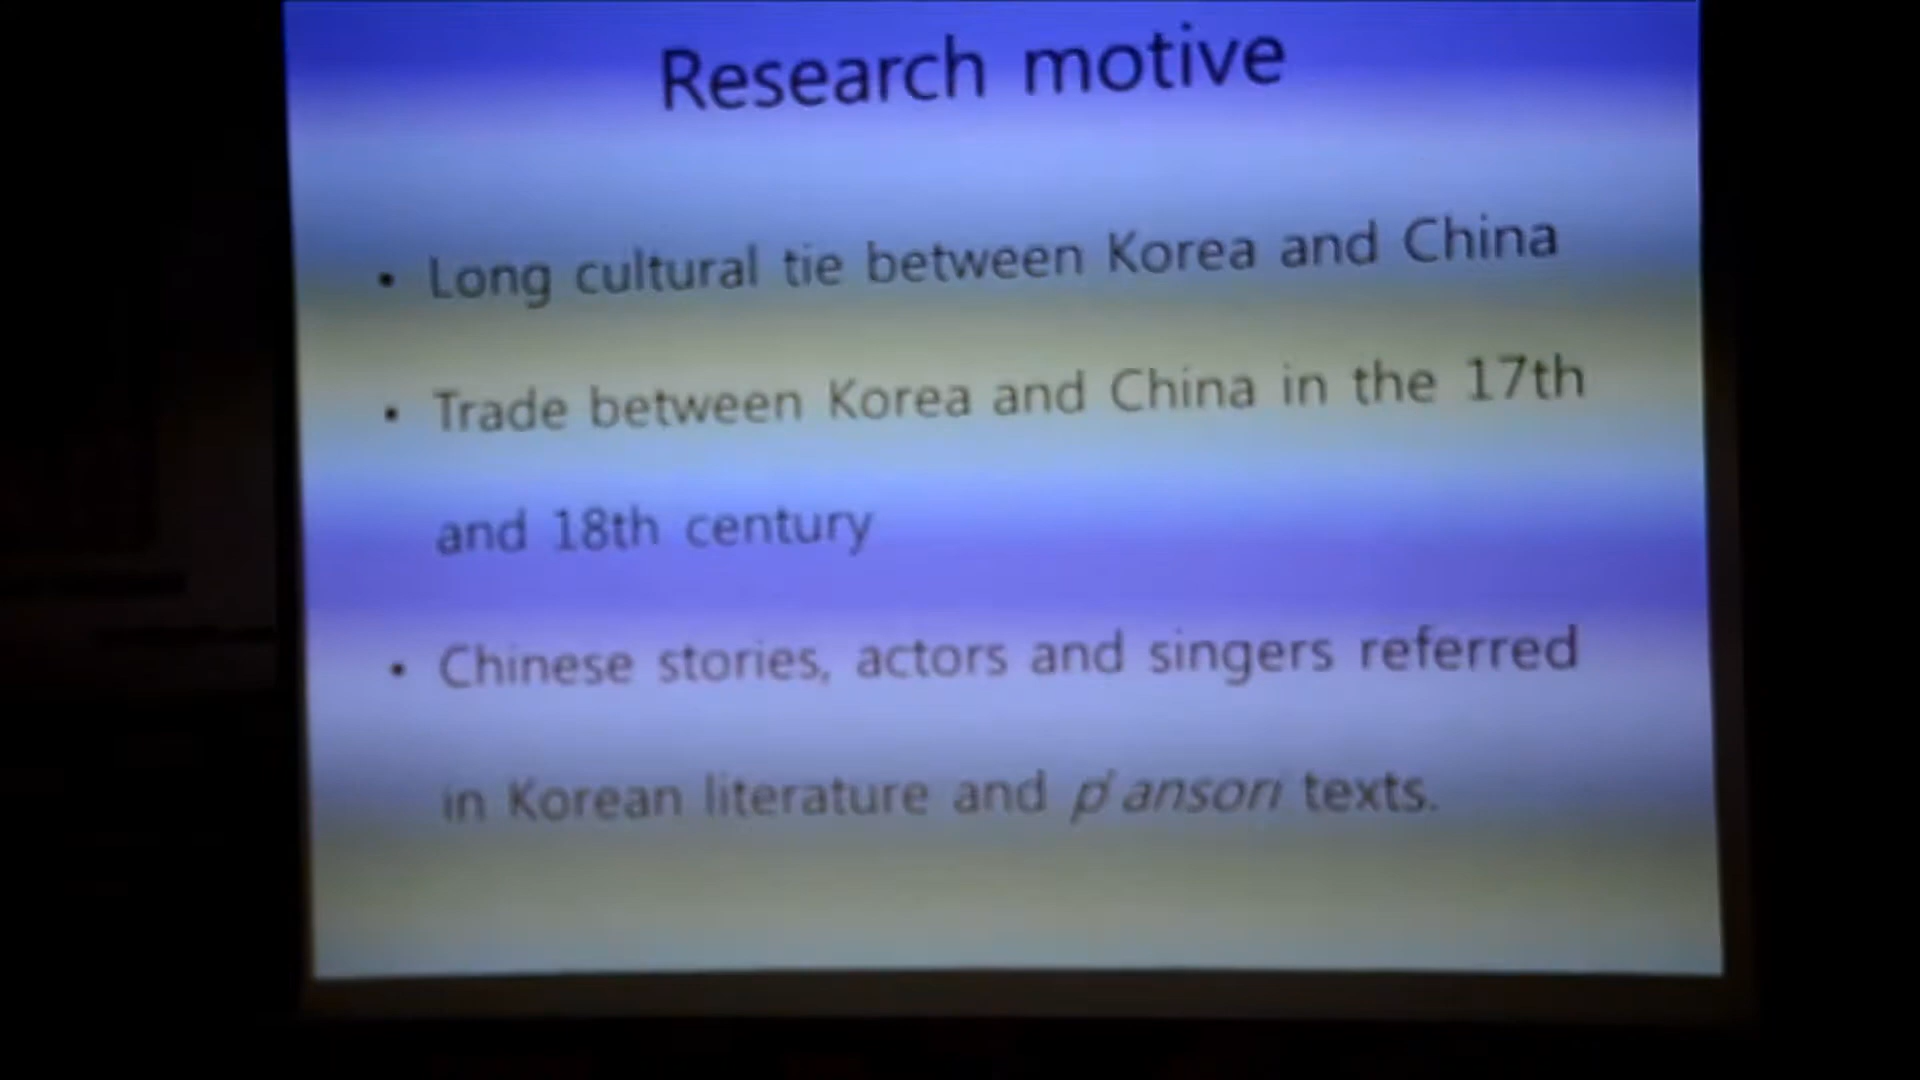 Research motive
• Long cultural tie between Korea and China
• Trade between Korea and China in the 17th
and 18th century
• Chinese stories, actors and singers referred
in Korean literature and p'ansori texts.